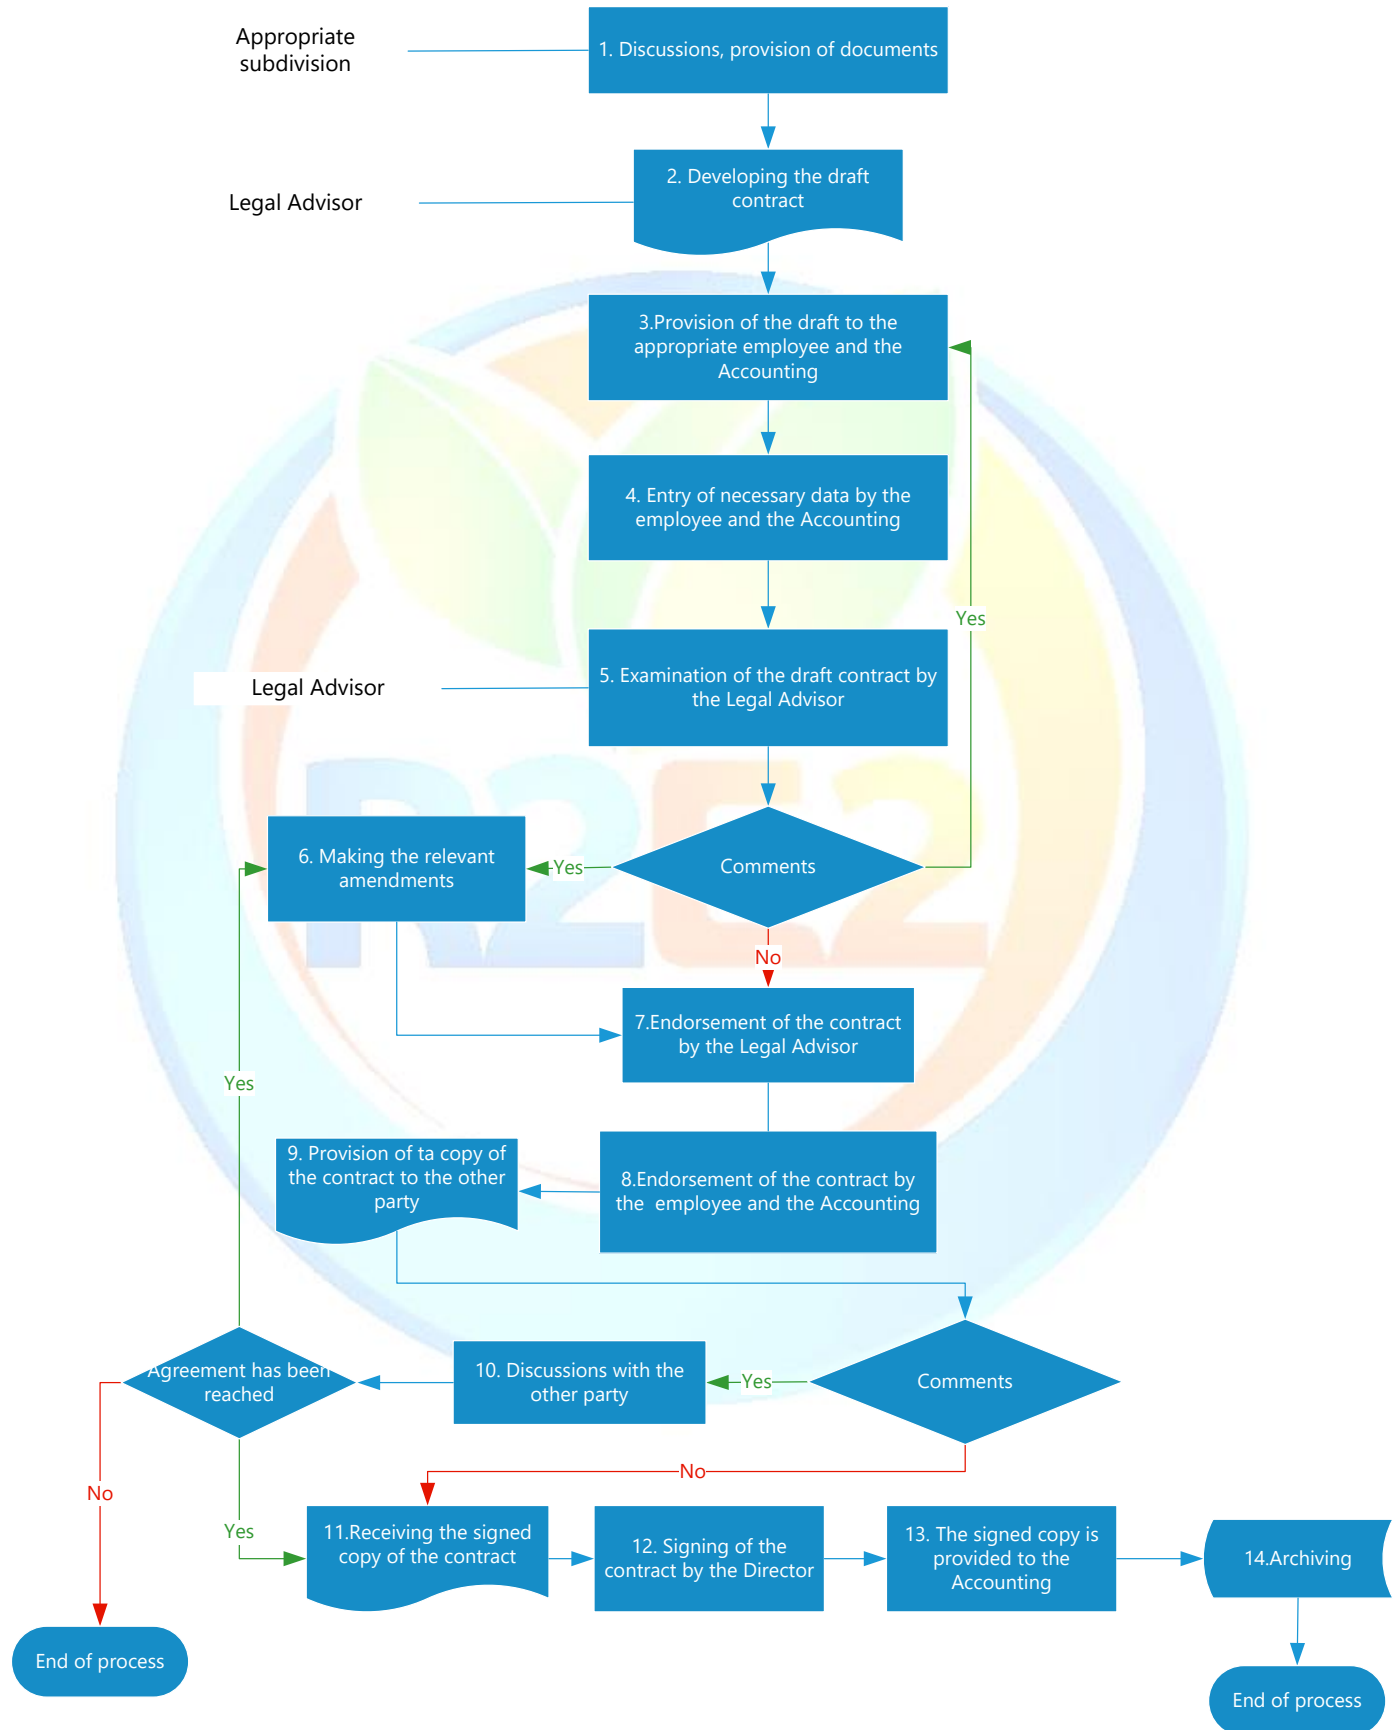 Appropriate
subdivision
1. Discussions, provision of documents
Legal Advisor
2. Developing the draft
contract
3.Provision of the draft to the
appropriate employee and the
Accounting
4. Entry of necessary data by the
employee and the Accounting
Yes
Legal Advisor
5. Examination of the draft contract by
the Legal Advisor
R2E2
6. Making the relevant
amendments
Yes
Comments
No
7.Endorsement of the contract
by the Legal Advisor
Yes
9. Provision of ta copy of
the contract to the other
party
8.Endorsement of the contract by
the  employee and the Accounting
Agreement has been
reached
10. Discussions with the
other party
Yes
Comments
No
No
Yes
11.Receiving the signed
copy of the contract
12. Signing of the
contract by the Director
13. The signed copy is
provided to the
Accounting
14.Archiving
End of process
End of process